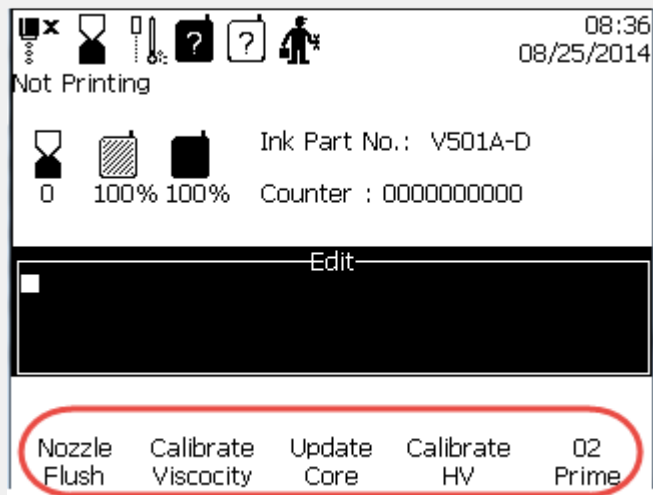 08:36
08/25/2014
Not Printing
Ink Part No.: V501A-D
0 100% 100% Counter : 0000000000
Edit
Nozzle Calibrate Update Calibrate 02
Flush Viscocity Core HV Prime